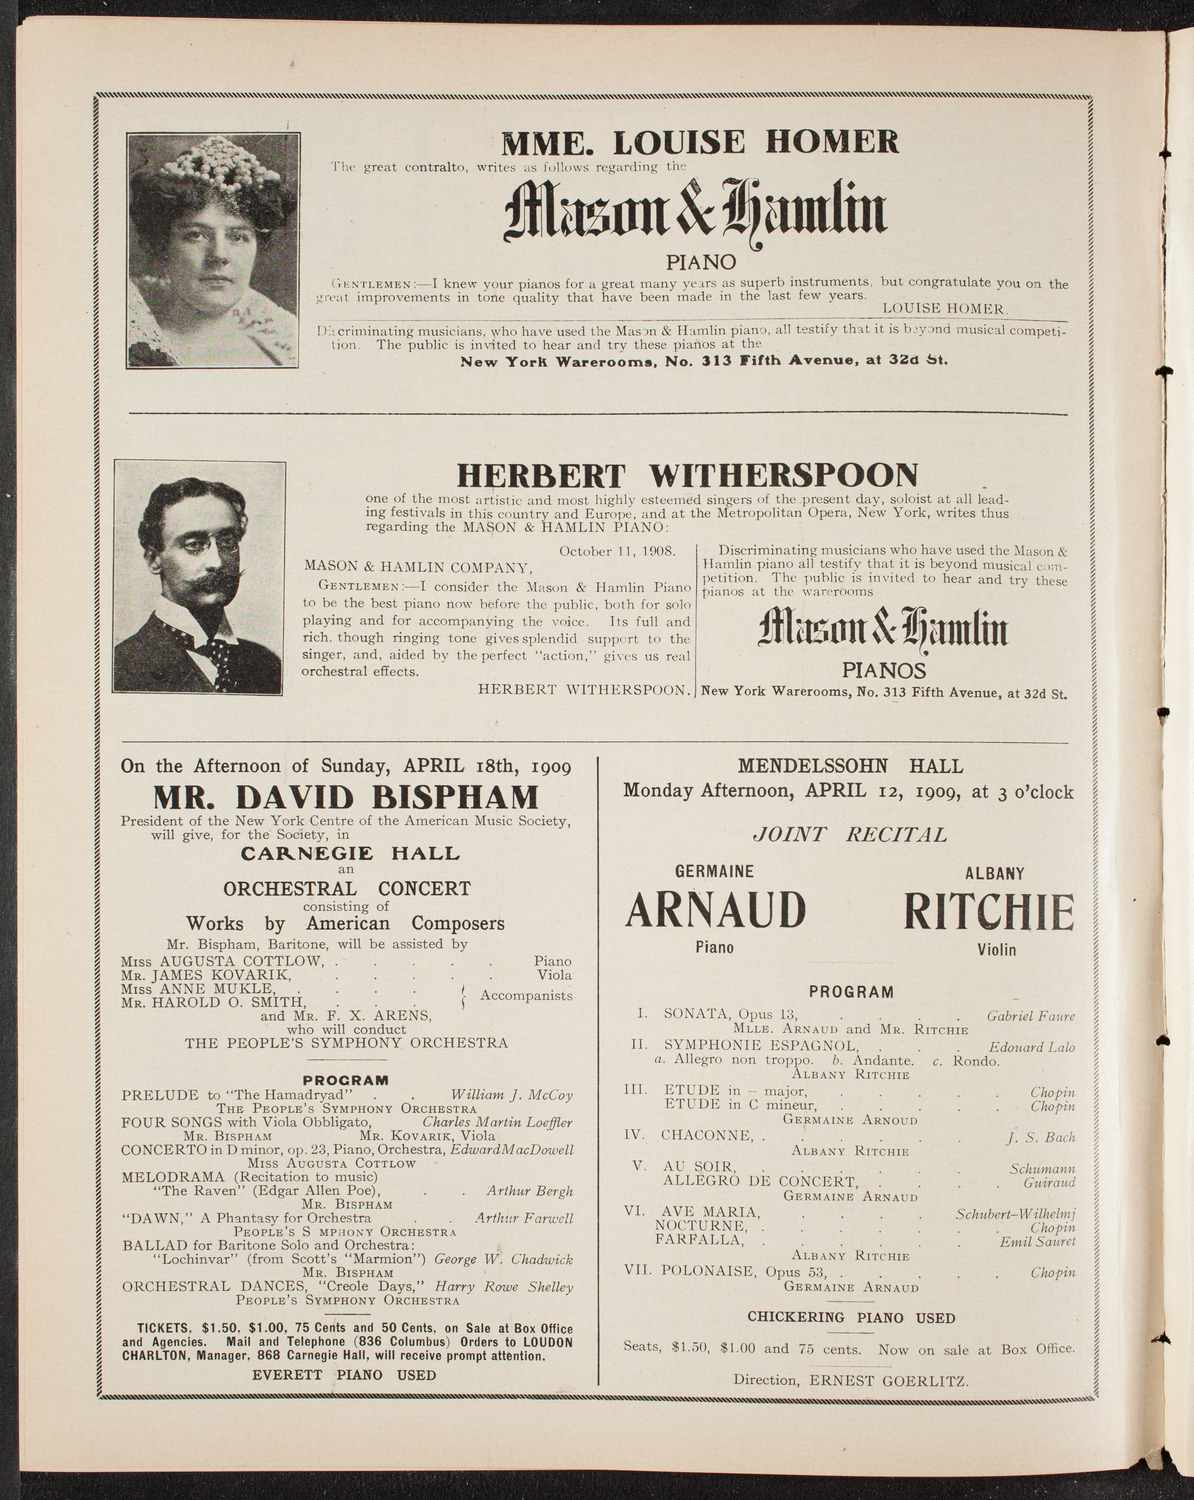 MME. LOUISE HOMER
The great contralto, writes as follows regarding the
Mason & Hamlin
PIANO
GENTLEMEN:—I knew your pianos for a great many years as superb instruments, but congratulate you on the
great improvements in tone quality that have been made in the last few years.
LOUISE HOMER.
Discriminating musicians, who have used the Mason & Hamlin piano, all testify that it is beyond musical competi-
tion. The public is invited to hear and try these pianos at the
New York Warerooms, No. 313 Fifth Avenue, at 32d St.
HERBERT WITHERSPOON
one of the most artistic and most highly esteemed singers of the present day, soloist at all lead-
ing festivals in this country and Europe, and at the Metropolitan Opera, New York, writes thus
regarding the MASON & HAMLIN PIANO:
October 11, 1908.
MASON & HAMLIN COMPANY,
GENTLEMEN:—I consider the Mason & Hamlin Piano
to be the best piano now before the public, both for solo
playing and for accompanying the voice. Its full and
rich, though ringing tone gives splendid support to the
singer, and, aided by the perfect “action,” gives us real
orchestral effects.
HERBERT WITHERSPOON.
Discriminating musicians who have used the Mason &
Hamlin piano all testify that it is beyond musical com-
petition. The public is invited to hear and try these
pianos at the warerooms
Mason & Hamlin
PIANOS
New York Warerooms, No. 313 Fifth Avenue, at 32d St.
On the Afternoon of Sunday, APRIL 18th, 1909
MR. DAVID BISPHAM
President of the New York Centre of the American Music Society,
will give, for the Society, in
CARNEGIE HALL
an
ORCHESTRAL CONCERT
consisting of
Works by American Composers
Mr. Bispham, Baritone, will be assisted by
MISS AUGUSTA COTTLOW, . . . . . Piano
MR. JAMES KOVARIK, . . . . . Viola
MISS ANNE MUKLE, . . . . } Accompanists
MR. HAROLD O. SMITH, . . . .
and MR. F. X. ARENS,
who will conduct
THE PEOPLE'S SYMPHONY ORCHESTRA
PROGRAM
PRELUDE to “The Hamadryad” . . William J. McCoy
THE PEOPLE'S SYMPHONY ORCHESTRA
FOUR SONGS with Viola Obbligato, Charles Martin Loeffler
MR. BISPHAM MR. KOVARIK, Viola
CONCERTO in D minor, op. 23, Piano, Orchestra, Edward MacDowell
MISS AUGUSTA COTTLOW
MELODRAMA (Recitation to music)
“The Raven” (Edgar Allen Poe), . . Arthur Bergh
MR. BISPHAM
“DAWN,” A Phantasy for Orchestra . . Arthur Farwell
PEOPLE'S S MPHONY ORCHESTRA
BALLAD for Baritone Solo and Orchestra:
“Lochinvar” (from Scott's “Marmion”) George W. Chadwick
MR. BISPHAM
ORCHESTRAL DANCES, “Creole Days,” Harry Rowe Shelley
PEOPLE'S SYMPHONY ORCHESTRA
TICKETS, $1.50, $1.00, 75 Cents and 50 Cents, on Sale at Box Office
and Agencies. Mail and Telephone (836 Columbus) Orders to LOUDON
CHARLTON, Manager, 868 Carnegie Hall, will receive prompt attention.
EVERETT PIANO USED
MENDELSSOHN HALL
Monday Afternoon, APRIL 12, 1909, at 3 o'clock
JOINT RECITAL
GERMAINE ALBANY
ARNAUD RITCHIE
Piano Violin
PROGRAM
I. SONATA, Opus 13, . . . . Gabriel Faure
MLLE. ARNAUD and MR. RITCHIE
II. SYMPHONIE ESPAGNOL, . . . Edouard Lalo
a. Allegro non troppo. b. Andante. c. Rondo.
ALBANY RITCHIE
III. ETUDE in – major, . . . . . Chopin
ETUDE in C mineur, . . . . . Chopin
GERMAINE ARNOUD
IV. CHACONNE, . . . . . . J. S. Bach
ALBANY RITCHIE
V. AU SOIR, . . . . . . Schumann
ALLEGRO DE CONCERT, . . . . Guiraud
GERMAINE ARNAUD
VI. AVE MARIA, . . . . Schubert–Wilhelmj
NOCTURNE, . . . . . . . Chopin
FARFALLA, . . . . . . Emil Sauret
ALBANY RITCHIE
VII. POLONAISE, Opus 53, . . . . . Chopin
GERMAINE ARNAUD
CHICKERING PIANO USED
Seats, $1.50, $1.00 and 75 cents. Now on sale at Box Office.
Direction, ERNEST GOERLITZ.